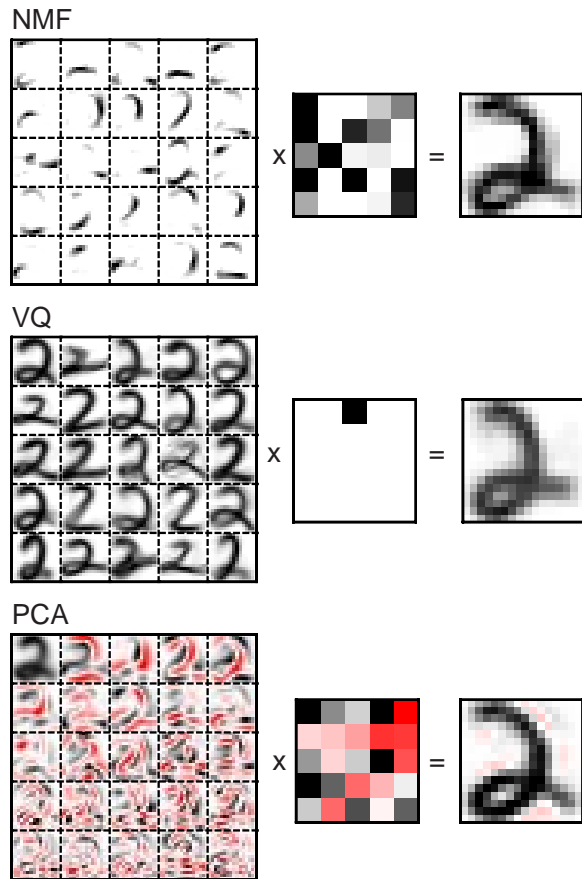 NMF
x =
VQ
x =
PCA
x =